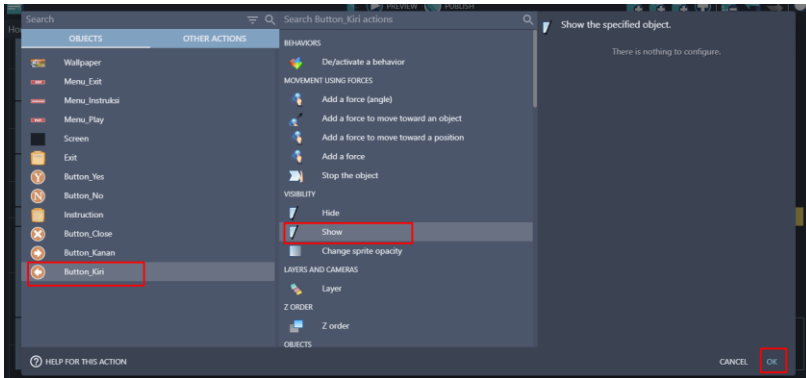 PREVIEW
PUBLISH
Ho
Search
OBJECTS
OTHER ACTIONS
Wallpaper
Menu_Exit
Menu_Instruksi
Menu_Play
Screen
Exit
Button_Yes
Button_No
Instruction
Button_Close
Button_Kanan
Button_Kiri
Search Button_Kiri actions
BEHAVIORS
De/activate a behavior
MOVEMENT USING FORCES
Add a force (angle)
Add a force to move toward an object
Add a force to move toward a position
Add a force
Stop the object
VISIBILITY
Hide
Show
Change sprite opacity
LAYERS AND CAMERAS
Layer
Z ORDER
Z order
OBJECTS
Show the specified object.
There is nothing to configure.
HELP FOR THIS ACTION
CANCEL
OK